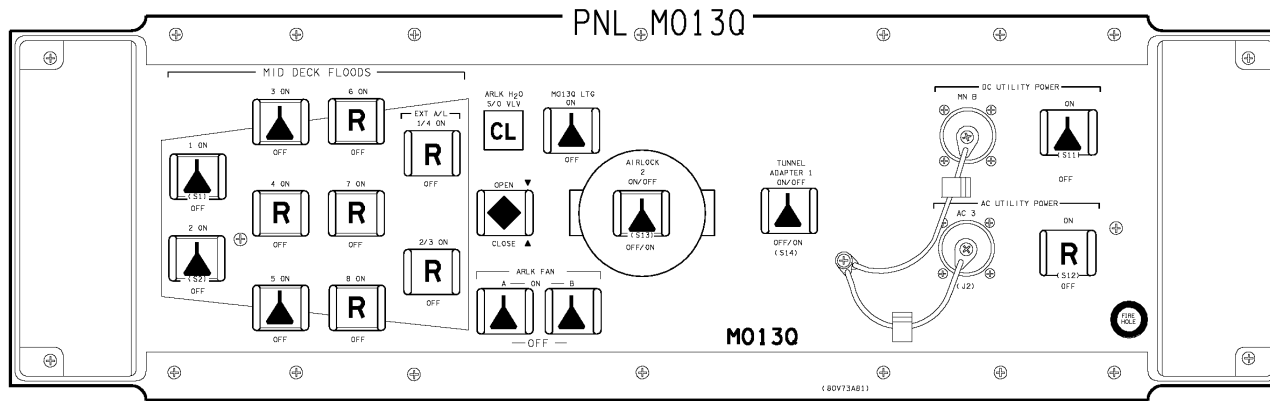 PNL MO13Q
MID DECK FLOODS
3 ON
OFF
6 ON
R
OFF
EXT A/L
1/4 ON
R
OFF
1 ON
(S1)
OFF
4 ON
R
OFF
7 ON
R
OFF
2 ON
(S2)
OFF
2/3 ON
R
OFF
5 ON
OFF
8 ON
R
OFF
ARLK H₂O
S/O VLV
CL
MO13Q LTG
ON
OFF
OPEN ▼
CLOSE ▲
ARLK FAN
A — ON — B
OFF
AIRLOCK
2
ON/OFF
(S13)
OFF/ON
TUNNEL
ADAPTER 1
ON/OFF
OFF/ON
(S14)
MO13Q
DC UTILITY POWER
MN B
ON
(S11)
OFF
AC UTILITY POWER
AC 3
(J2)
ON
R
(S12)
OFF
FIRE
HOLE
(80V73A81)